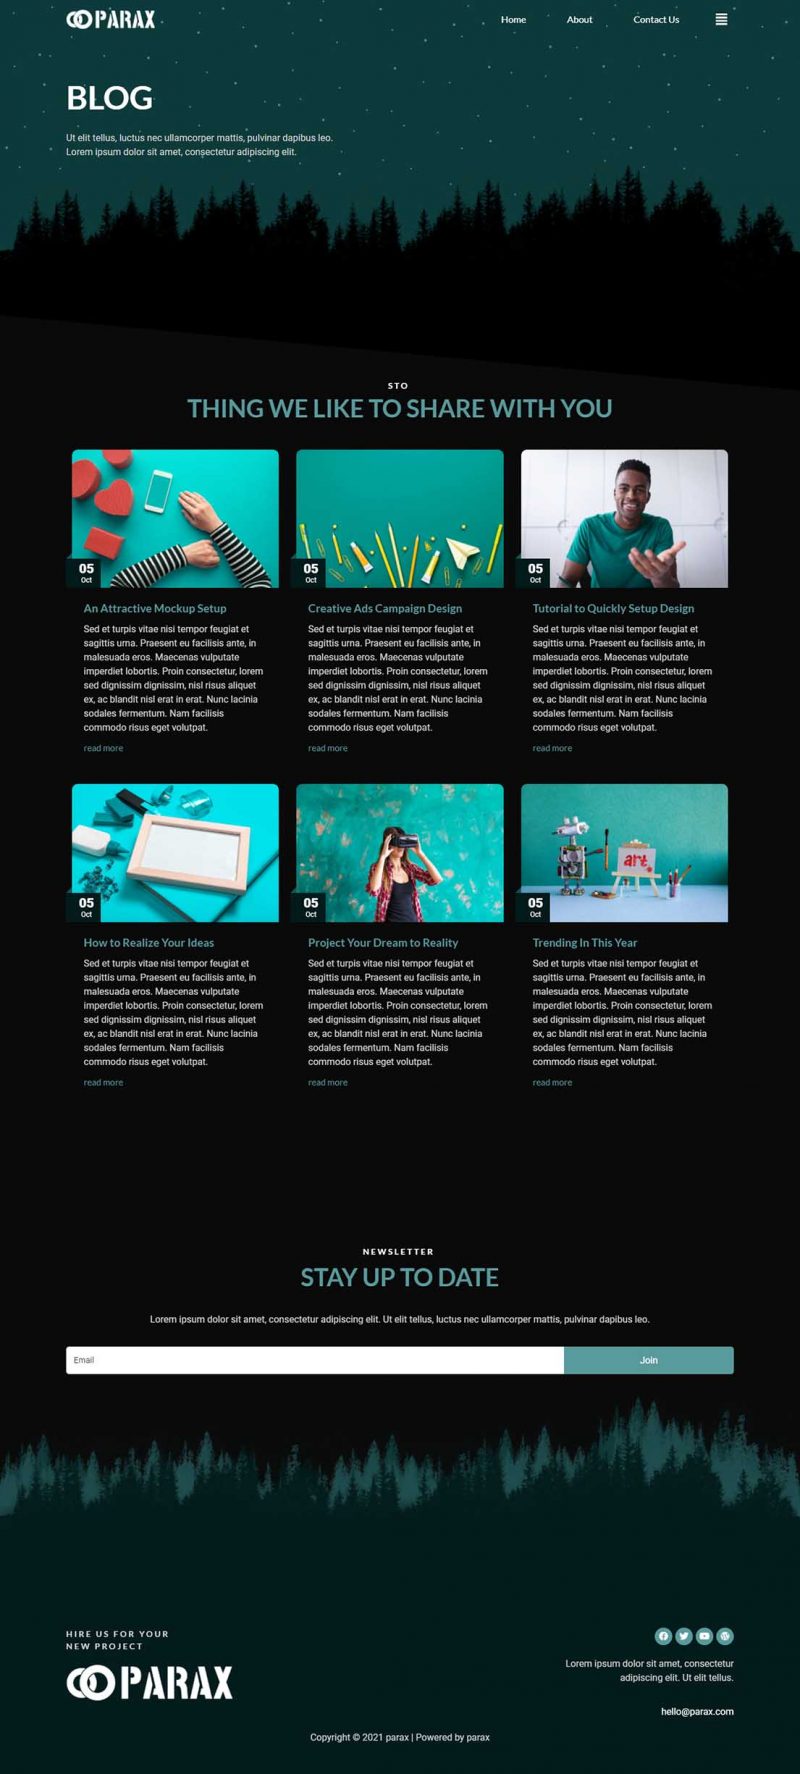 PARAX
Home
About
Contact Us
BLOG
Ut elit tellus, luctus nec ullamcorper mattis, pulvinar dapibus leo.
Lorem ipsum dolor sit amet, consectetur adipiscing elit.
STO
THING WE LIKE TO SHARE WITH YOU
05
Oct
An Attractive Mockup Setup
Sed et turpis vitae nisi tempor feugiat et
sagittis urna. Praesent eu facilisis ante, in
malesuada eros. Maecenas vulputate
imperdiet lobortis. Proin consectetur, lorem
sed dignissim dignissim, nisl risus aliquet
ex, ac blandit nisl erat in erat. Nunc lacinia
sodales fermentum. Nam facilisis
commodo risus eget volutpat.
read more
05
Oct
Creative Ads Campaign Design
Sed et turpis vitae nisi tempor feugiat et
sagittis urna. Praesent eu facilisis ante, in
malesuada eros. Maecenas vulputate
imperdiet lobortis. Proin consectetur, lorem
sed dignissim dignissim, nisl risus aliquet
ex, ac blandit nisl erat in erat. Nunc lacinia
sodales fermentum. Nam facilisis
commodo risus eget volutpat.
read more
05
Oct
Tutorial to Quickly Setup Design
Sed et turpis vitae nisi tempor feugiat et
sagittis urna. Praesent eu facilisis ante, in
malesuada eros. Maecenas vulputate
imperdiet lobortis. Proin consectetur, lorem
sed dignissim dignissim, nisl risus aliquet
ex, ac blandit nisl erat in erat. Nunc lacinia
sodales fermentum. Nam facilisis
commodo risus eget volutpat.
read more
05
Oct
How to Realize Your Ideas
Sed et turpis vitae nisi tempor feugiat et
sagittis urna. Praesent eu facilisis ante, in
malesuada eros. Maecenas vulputate
imperdiet lobortis. Proin consectetur, lorem
sed dignissim dignissim, nisl risus aliquet
ex, ac blandit nisl erat in erat. Nunc lacinia
sodales fermentum. Nam facilisis
commodo risus eget volutpat.
read more
05
Oct
Project Your Dream to Reality
Sed et turpis vitae nisi tempor feugiat et
sagittis urna. Praesent eu facilisis ante, in
malesuada eros. Maecenas vulputate
imperdiet lobortis. Proin consectetur, lorem
sed dignissim dignissim, nisl risus aliquet
ex, ac blandit nisl erat in erat. Nunc lacinia
sodales fermentum. Nam facilisis
commodo risus eget volutpat.
read more
art
05
Oct
Trending In This Year
Sed et turpis vitae nisi tempor feugiat et
sagittis urna. Praesent eu facilisis ante, in
malesuada eros. Maecenas vulputate
imperdiet lobortis. Proin consectetur, lorem
sed dignissim dignissim, nisl risus aliquet
ex, ac blandit nisl erat in erat. Nunc lacinia
sodales fermentum. Nam facilisis
commodo risus eget volutpat.
read more
NEWSLETTER
STAY UP TO DATE
Lorem ipsum dolor sit amet, consectetur adipiscing elit. Ut elit tellus, luctus nec ullamcorper mattis, pulvinar dapibus leo.
Email
Join
HIRE US FOR YOUR
NEW PROJECT
PARAX
Lorem ipsum dolor sit amet, consectetur
adipiscing elit. Ut elit tellus.
hello@parax.com
Copyright © 2021 parax | Powered by parax